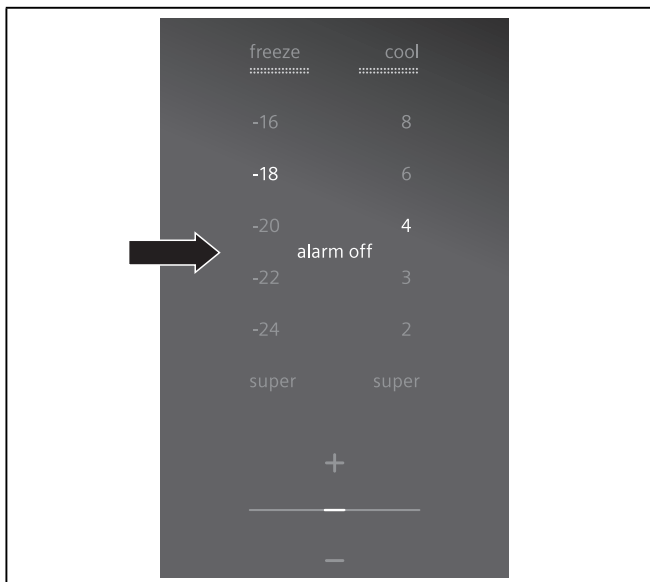 freeze cool
-16 8
-18 6
-20 4
alarm off
-22 3
-24 2
super super
+
−